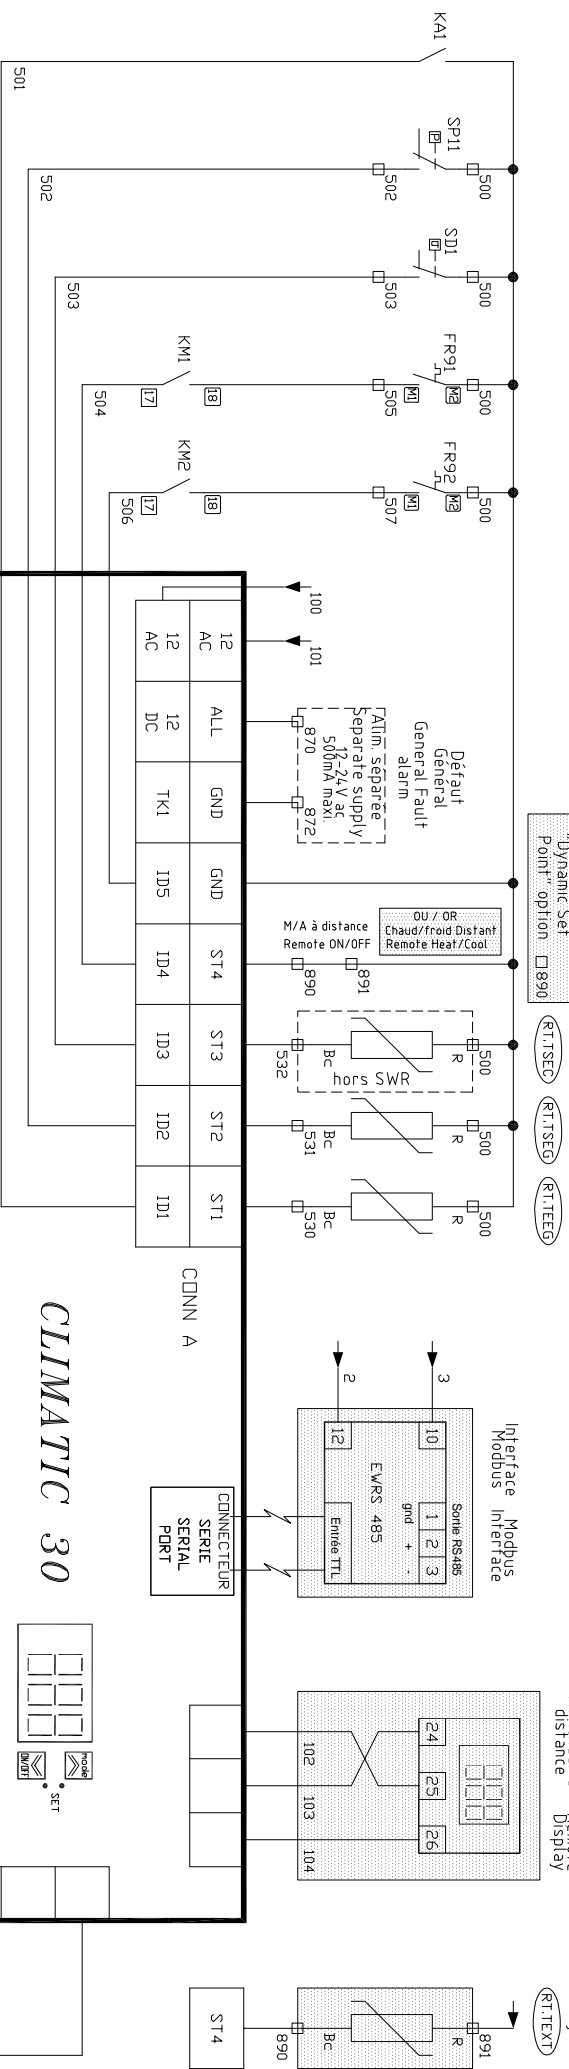 KA1
501
SP11
P
500
502
502
SD1
500
503
503
FR91
M2
M1
500
505
KM1
18
17
504
FR92
M2
M1
500
507
KM2
18
17
506
100
101
12
AC
12
AC
ALL
12
DC
GND
TK1
GND
ID5
ST4
ID4
ST3
ID3
ST2
ID2
ST1
ID1
CONN A
Défaut
Général
General Fault
alarm
Alim. séparée
Separate supply
12-24V ac
500mA maxi.
870
872
"Dynamic Set
Point" option
890
OU / OR
Chaud/froid Distant
Remote Heat/Cool
M/A à distance
Remote ON/OFF
891
890
RT.TSEC
500
R
Bc
532
hors SWR
RT.TSEG
500
R
Bc
531
RT.TEEG
500
R
Bc
530
CLIMATIC 30
Interface
Modbus
Modbus
Interface
3
2
10
12
Sortie RS485
1 2 3
gnd + -
EWRS 485
Entrée TTL
CONNECTEUR
SERIE
SERIAL
PORT
mode
ON/OFF
SET
distance
Display
24
25
26
102
103
104
RT.TEXT
891
R
Bc
890
ST4